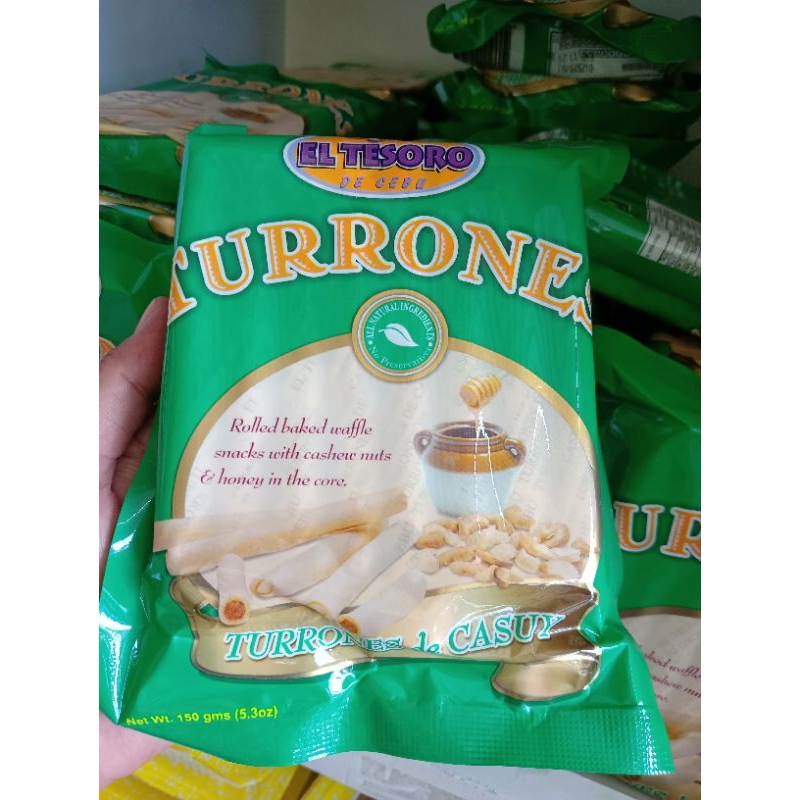 EL TESORO
DE CEBU
TURRONES
ALL NATURAL INGREDIENTS
No Preservatives
Rolled baked waffle
snacks with cashew nuts
& honey in the core.
TURRONES de CASUY
Net Wt. 150 gms (5.3oz)
UR